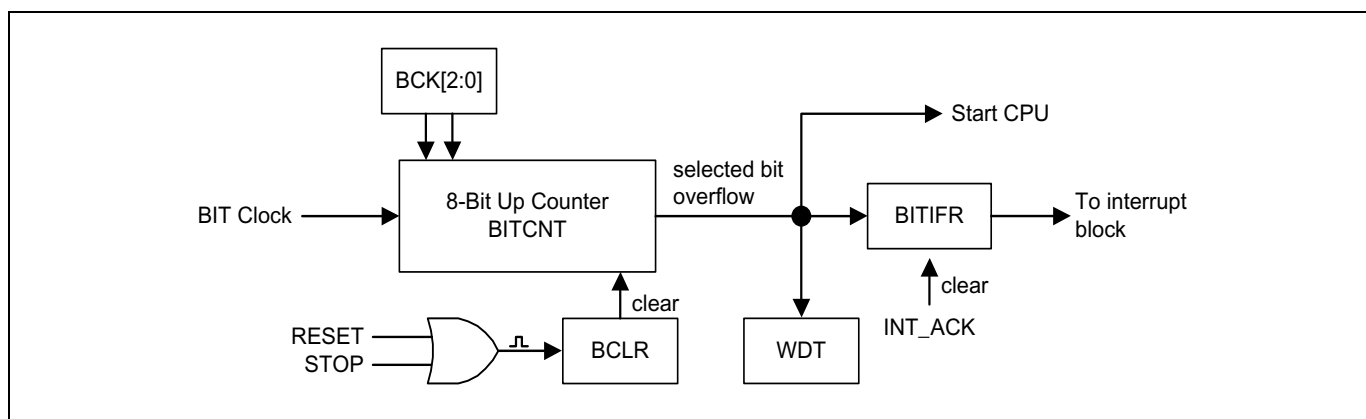 BCK[2:0]
Start CPU
selected bit
overflow
8-Bit Up Counter
BITCNT
BIT Clock
BITIFR
To interrupt
block
clear
clear
INT_ACK
RESET
STOP
BCLR
WDT